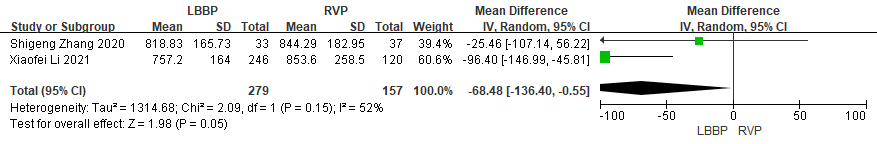 LBBP RVP Mean Difference Mean Difference
Study or Subgroup Mean SD Total Mean SD Total Weight IV, Random, 95% CI IV, Random, 95% CI
Shigeng Zhang 2020 818.83 165.73 33 844.29 182.95 37 39.4% -25.46 [-107.14, 56.22]
Xiaofei Li 2021 757.2 164 246 853.6 258.5 120 60.6% -96.40 [-146.99, -45.81]
Total (95% CI) 279 157 100.0% -68.48 [-136.40, -0.55]
Heterogeneity: Tau² = 1314.68; Chi² = 2.09, df = 1 (P = 0.15); I² = 52%
Test for overall effect: Z = 1.98 (P = 0.05)
-100 -50 0 50 100
LBBP RVP